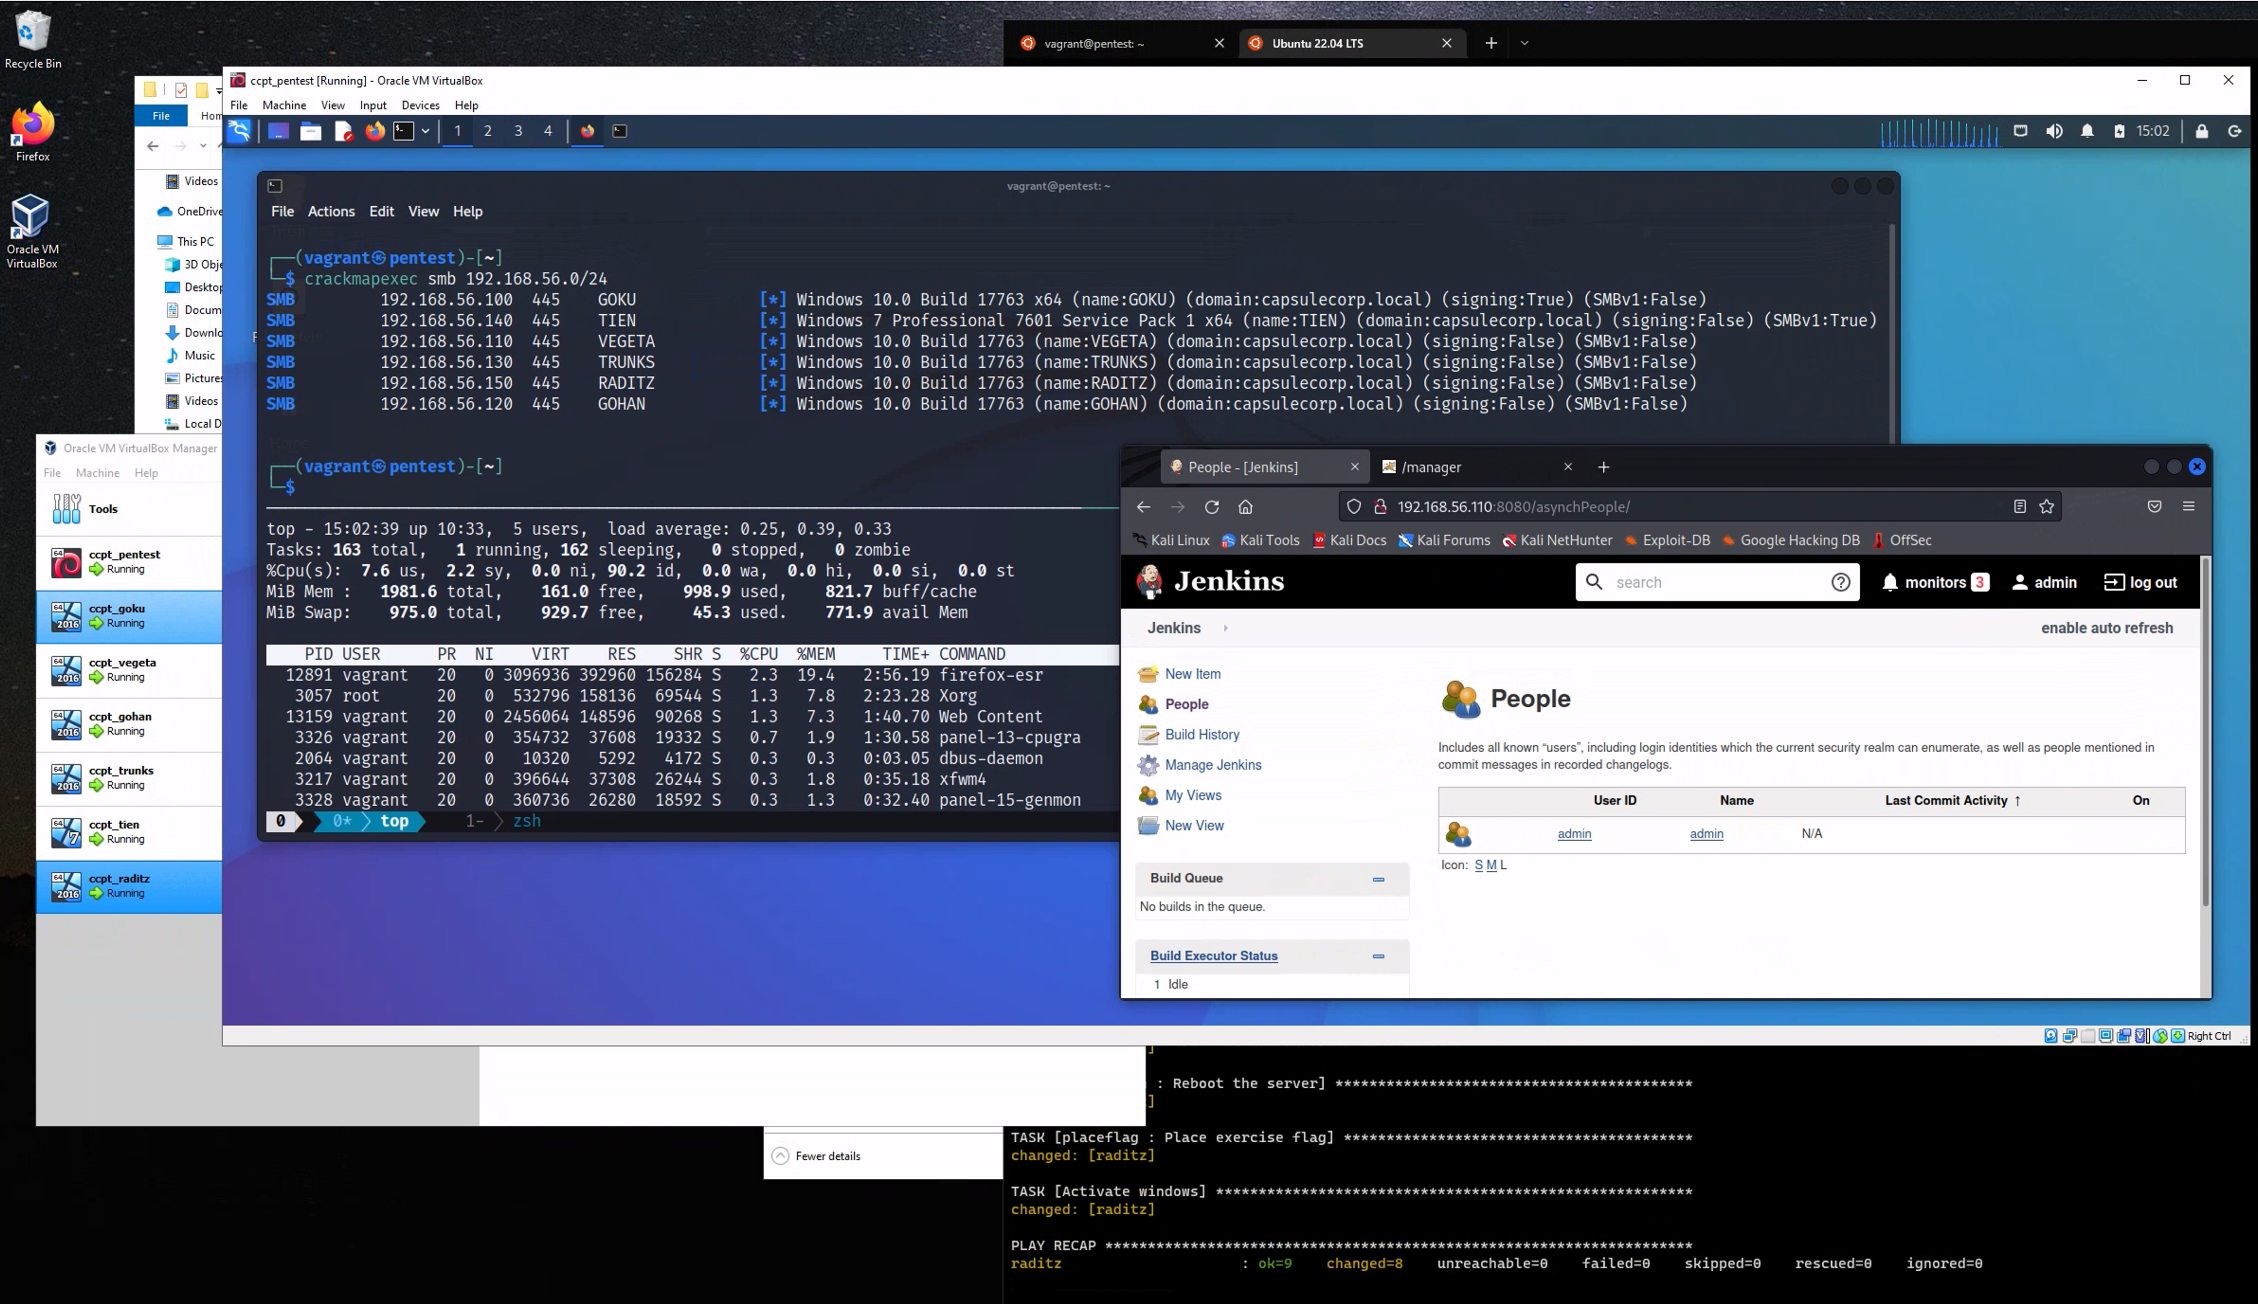 Recycle Bin
Firefox
Oracle VM
VirtualBox
vagrant@pentest: ~
Ubuntu 22.04 LTS
ccpt_pentest [Running] - Oracle VM VirtualBox
File Machine View Input Devices Help
File Hom
1 2 3 4
15:02
Videos
OneDrive
This PC
3D Obje
Desktop
Docum
Downlo
Music
Pictures
Videos
Local D
vagrant@pentest: ~
File Actions Edit View Help
┌──(vagrant㉿pentest)-[~]
└─$ crackmapexec smb 192.168.56.0/24
SMB 192.168.56.100 445 GOKU [*] Windows 10.0 Build 17763 x64 (name:GOKU) (domain:capsulecorp.local) (signing:True) (SMBv1:False)
SMB 192.168.56.140 445 TIEN [*] Windows 7 Professional 7601 Service Pack 1 x64 (name:TIEN) (domain:capsulecorp.local) (signing:False) (SMBv1:True)
SMB 192.168.56.110 445 VEGETA [*] Windows 10.0 Build 17763 (name:VEGETA) (domain:capsulecorp.local) (signing:False) (SMBv1:False)
SMB 192.168.56.130 445 TRUNKS [*] Windows 10.0 Build 17763 (name:TRUNKS) (domain:capsulecorp.local) (signing:False) (SMBv1:False)
SMB 192.168.56.150 445 RADITZ [*] Windows 10.0 Build 17763 (name:RADITZ) (domain:capsulecorp.local) (signing:False) (SMBv1:False)
SMB 192.168.56.120 445 GOHAN [*] Windows 10.0 Build 17763 (name:GOHAN) (domain:capsulecorp.local) (signing:False) (SMBv1:False)
┌──(vagrant㉿pentest)-[~]
└─$
top - 15:02:39 up 10:33, 5 users, load average: 0.25, 0.39, 0.33
Tasks: 163 total, 1 running, 162 sleeping, 0 stopped, 0 zombie
%Cpu(s): 7.6 us, 2.2 sy, 0.0 ni, 90.2 id, 0.0 wa, 0.0 hi, 0.0 si, 0.0 st
MiB Mem : 1981.6 total, 161.0 free, 998.9 used, 821.7 buff/cache
MiB Swap: 975.0 total, 929.7 free, 45.3 used. 771.9 avail Mem
PID USER PR NI VIRT RES SHR S %CPU %MEM TIME+ COMMAND
12891 vagrant 20 0 3096936 392960 156284 S 2.3 19.4 2:56.19 firefox-esr
3057 root 20 0 532796 158136 69544 S 1.3 7.8 2:23.28 Xorg
13159 vagrant 20 0 2456064 148596 90268 S 1.3 7.3 1:40.70 Web Content
3326 vagrant 20 0 354732 37608 19332 S 0.7 1.9 1:30.58 panel-13-cpugra
2064 vagrant 20 0 10320 5292 4172 S 0.3 0.3 0:03.05 dbus-daemon
3217 vagrant 20 0 396644 37308 26244 S 0.3 1.8 0:35.18 xfwm4
3328 vagrant 20 0 360736 26280 18592 S 0.3 1.3 0:32.40 panel-15-genmon
0 0* top 1- zsh
Oracle VM VirtualBox Manager
File Machine Help
Tools
ccpt_pentest
Running
ccpt_goku
Running
ccpt_vegeta
Running
ccpt_gohan
Running
ccpt_trunks
Running
ccpt_tien
Running
ccpt_raditz
Running
People - [Jenkins]
/manager
192.168.56.110:8080/asynchPeople/
Kali Linux Kali Tools Kali Docs Kali Forums Kali NetHunter Exploit-DB Google Hacking DB OffSec
Jenkins
search
monitors 3
admin
log out
Jenkins
enable auto refresh
New Item
People
Build History
Manage Jenkins
My Views
New View
Build Queue
No builds in the queue.
Build Executor Status
1 Idle
People
Includes all known “users”, including login identities which the current security realm can enumerate, as well as people mentioned in
commit messages in recorded changelogs.
User ID Name Last Commit Activity ↑ On
admin admin N/A
Icon: S M L
Right Ctrl
Fewer details
]
: Reboot the server] ******************************************
]
TASK [placeflag : Place exercise flag] *****************************************
changed: [raditz]
TASK [Activate windows] ********************************************************
changed: [raditz]
PLAY RECAP *********************************************************************
raditz : ok=9 changed=8 unreachable=0 failed=0 skipped=0 rescued=0 ignored=0